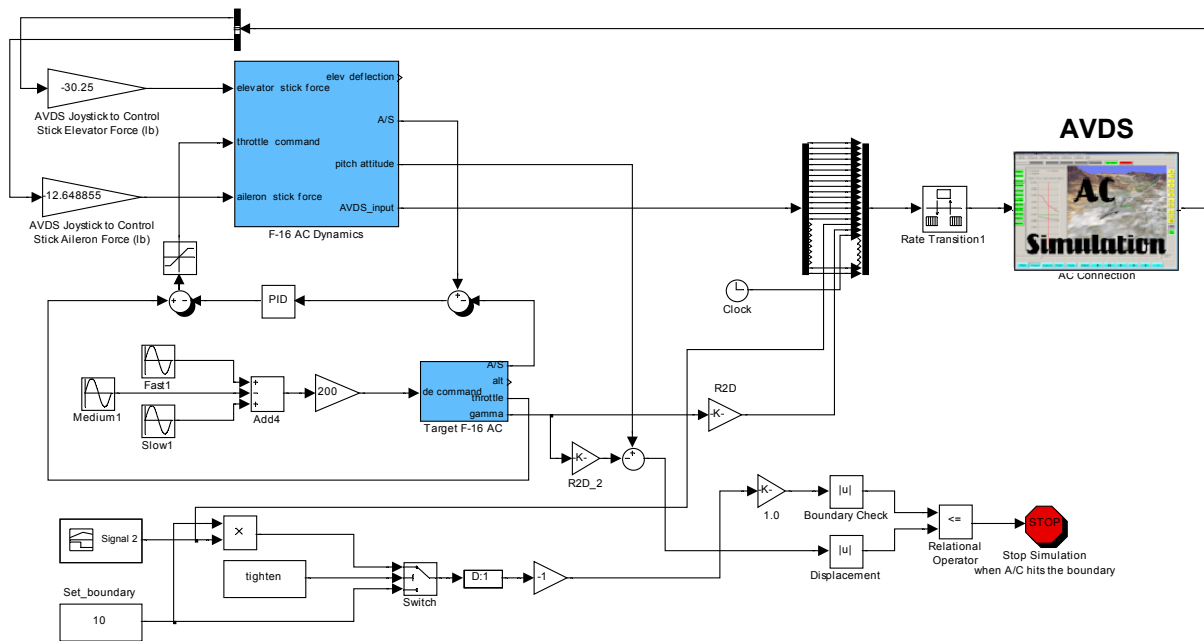 -30.25
AVDS Joystick to Control
Stick Elevator Force (lb)
-12.648855
AVDS Joystick to Control
Stick Aileron Force (lb)
elevator stick force
throttle command
aileron stick force
elev deflection
A/S
pitch attitude
AVDS_input
F-16 AC Dynamics
AVDS
AC
Simulation
AC Connection
Rate Transition1
Clock
PID
+
-
+
-
Fast1
Medium1
Slow1
+
-
+
Add4
200
de command
A/S
alt
throttle
gamma
Target F-16 AC
R2D
-K-
-K-
R2D_2
+
-
-K-
1.0
|u|
Boundary Check
|u|
Displacement
<=
Relational
Operator
STOP
Stop Simulation
when A/C hits the boundary
Signal 2
×
tighten
Set_boundary
10
Switch
D:1
-1